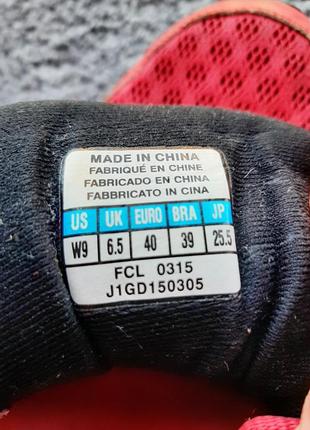 MADE IN CHINA
FABRIQUÉ EN CHINE
FABRICADO EN CHINA
FABBRICATO IN CINA
US UK EURO BRA JP
W9 6.5 40 39 25.5
FCL 0315
J1GD150305